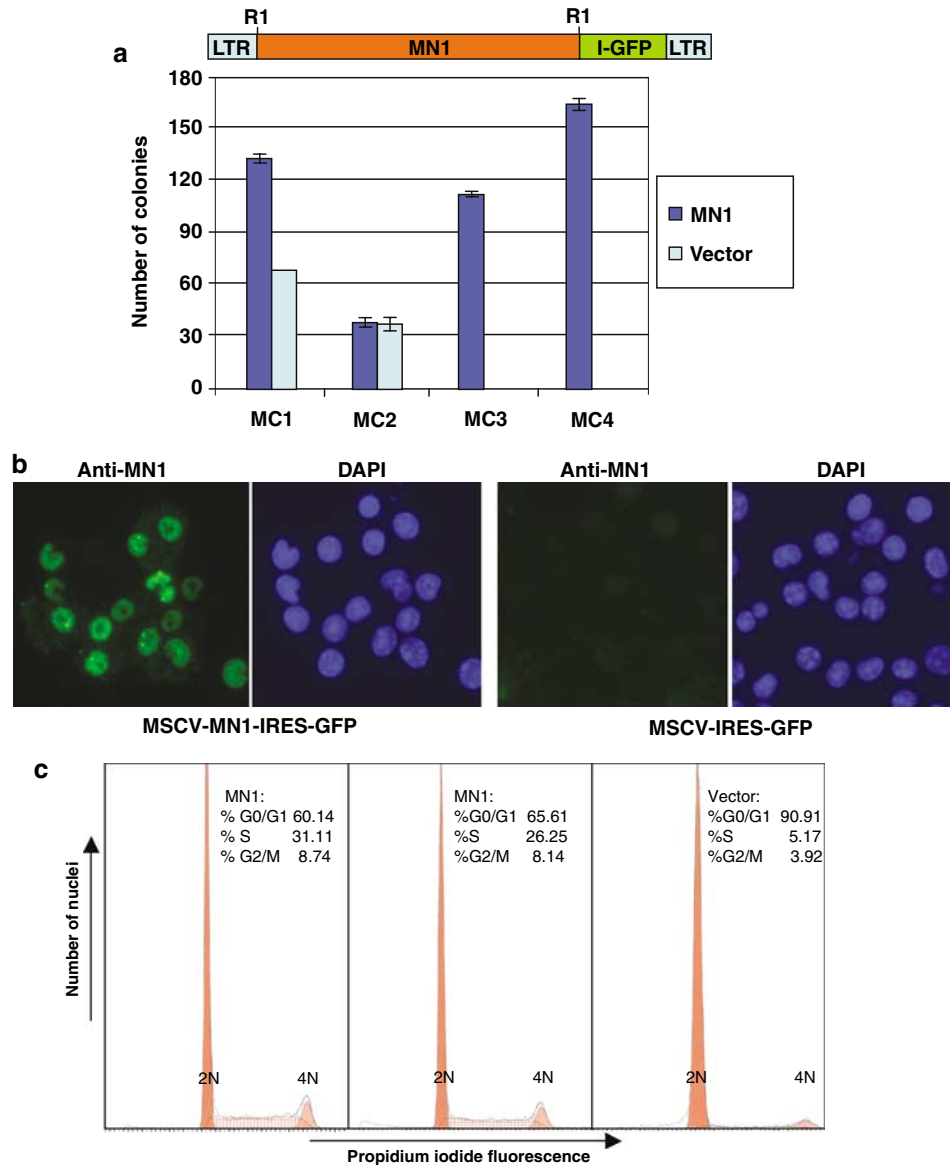 R1 R1
LTR MN1 I-GFP LTR
a
180
150
120
90
60
30
0
Number of colonies
MC1 MC2 MC3 MC4
MN1
Vector
b
Anti-MN1 DAPI Anti-MN1 DAPI
MSCV-MN1-IRES-GFP MSCV-IRES-GFP
c
Number of nuclei
MN1:
% G0/G1 60.14
% S 31.11
% G2/M 8.74
2N 4N
MN1:
%G0/G1 65.61
%S 26.25
%G2/M 8.14
2N 4N
Vector:
%G0/G1 90.91
%S 5.17
%G2/M 3.92
2N 4N
Propidium iodide fluorescence